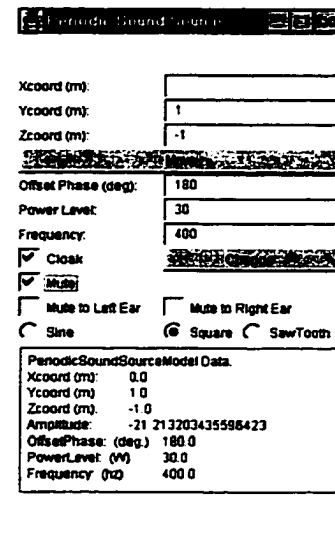 Periodic Sound Source
Xcoord (m):
Ycoord (m): 1
Zcoord (m): -1
Offset Phase (deg): 180
Power Level: 30
Frequency: 400
Cloak
Mute
Mute to Left Ear Mute to Right Ear
Sine Square SawTooth
PeriodicSoundSourceModel Data.
Xcoord (m): 0.0
Ycoord (m) 1 0
Zcoord (m). -1.0
Amplitude: -21 213203435596423
OffsetPhase: (deg.) 180.0
PowerLevel: (W) 30.0
Frequency (hz) 400 0